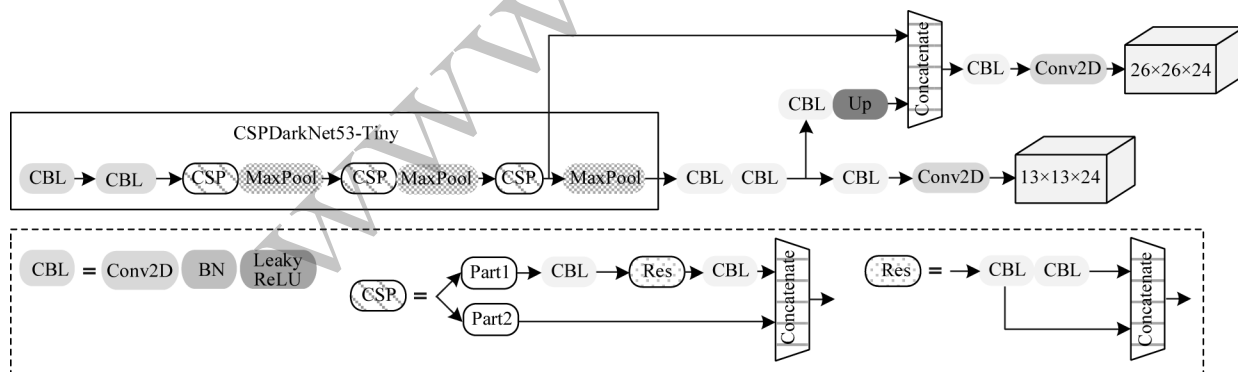 Concatenate
CBL
Conv2D
26×26×24
CBL
Up
CSPDarkNet53-Tiny
CBL
CBL
CSP
MaxPool
CSP
MaxPool
CSP
MaxPool
CBL
CBL
CBL
Conv2D
13×13×24
CBL
=
Conv2D
BN
Leaky
ReLU
CSP
=
Part1
CBL
Res
CBL
Part2
Concatenate
Res
=
CBL
CBL
Concatenate
WWW